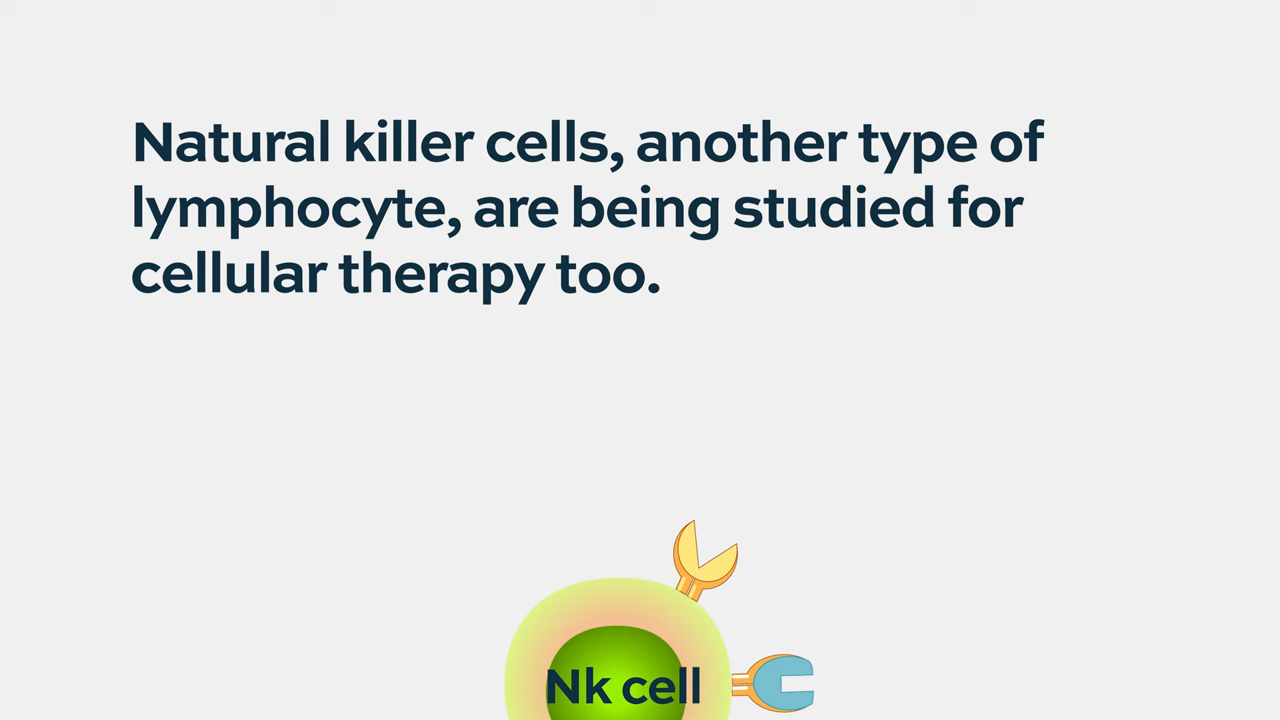 Natural killer cells, another type of
lymphocyte, are being studied for
cellular therapy too.
Nk cell